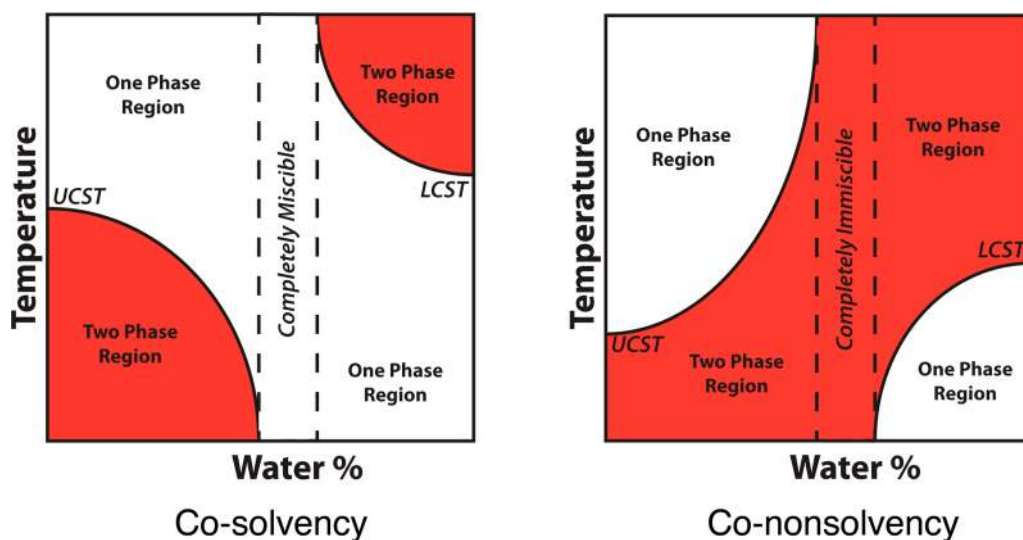 Temperature
One Phase
Region
Two Phase
Region
UCST
LCST
Completely Miscible
Two Phase
Region
One Phase
Region
Water %
Co-solvency
Temperature
One Phase
Region
Two Phase
Region
Completely Immiscible
LCST
UCST
Two Phase
Region
One Phase
Region
Water %
Co-nonsolvency